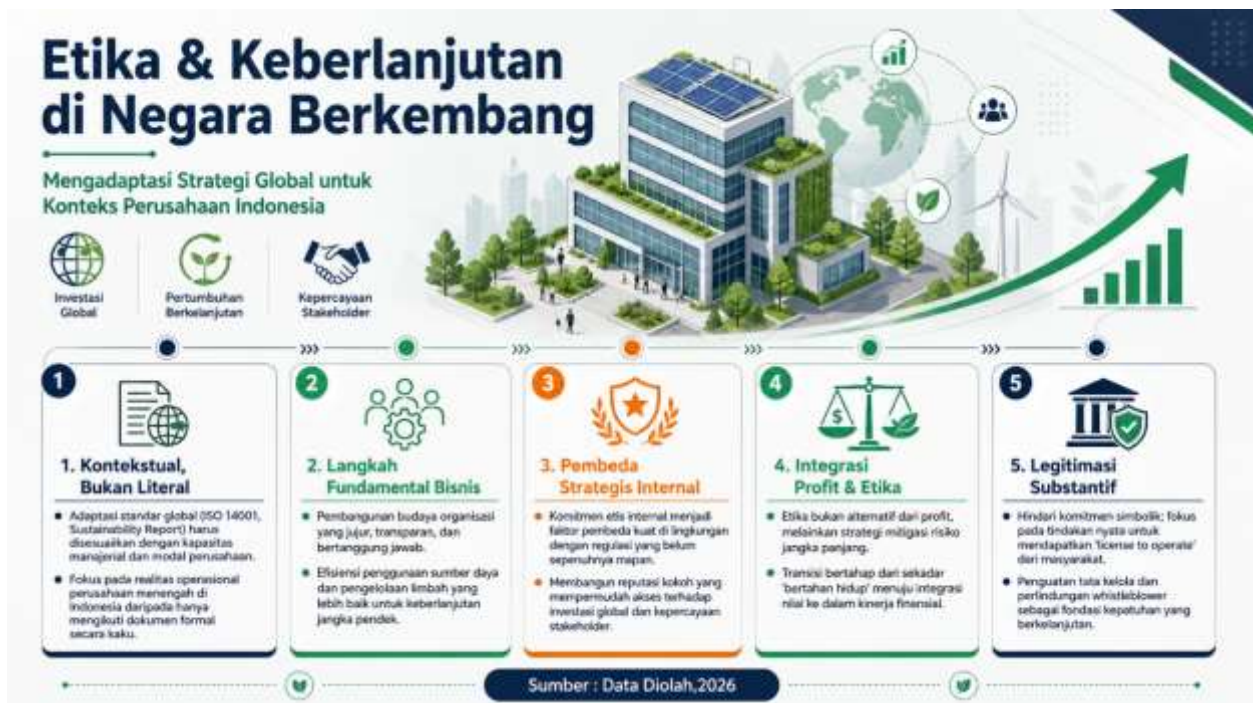 Etika & Keberlanjutan
di Negara Berkembang
Mengadaptasi Strategi Global untuk
Konteks Perusahaan Indonesia
Investasi
Global
Pertumbuhan
Berkelanjutan
Kepercayaan
Stakeholder
1
1. Kontekstual,
Bukan Literal
Adaptasi standar global (ISO 14001,
Sustainability Report) harus
disesuaikan dengan kapasitas
manajerial dan modal perusahaan.
Fokus pada realitas operasional
perusahaan menengah di
Indonesia daripada hanya
mengikuti dokumen formal
secara kaku.
2
2. Langkah
Fundamental Bisnis
Pembangunan budaya organisasi
yang jujur, transparan, dan
bertanggung jawab.
Efisiensi penggunaan sumber daya
dan pengelolaan limbah yang
lebih baik untuk keberlanjutan
jangka pendek.
3
3. Pembeda
Strategis Internal
Komitmen etis internal menjadi
faktor pembeda kuat di lingkungan
dengan regulasi yang belum
sepenuhnya mapan.
Membangun reputasi kokoh yang
mempermudah akses terhadap
investasi global dan kepercayaan
stakeholder.
4
$
4. Integrasi
Profit & Etika
Etika bukan alternatif dari profit,
melainkan strategi mitigasi risiko
jangka panjang.
Transisi bertahap dari sekadar
'bertahan hidup' menuju integrasi
nilai ke dalam kinerja finansial.
5
5. Legitimasi
Substantif
Hindari komitmen simbolik; fokus
pada tindakan nyata untuk
mendapatkan 'license to operate'
dari masyarakat.
Penguatan tata kelola dan
perlindungan whistleblower
sebagai fondasi kepatuhan yang
berkelanjutan.
Sumber : Data Diolah,2026